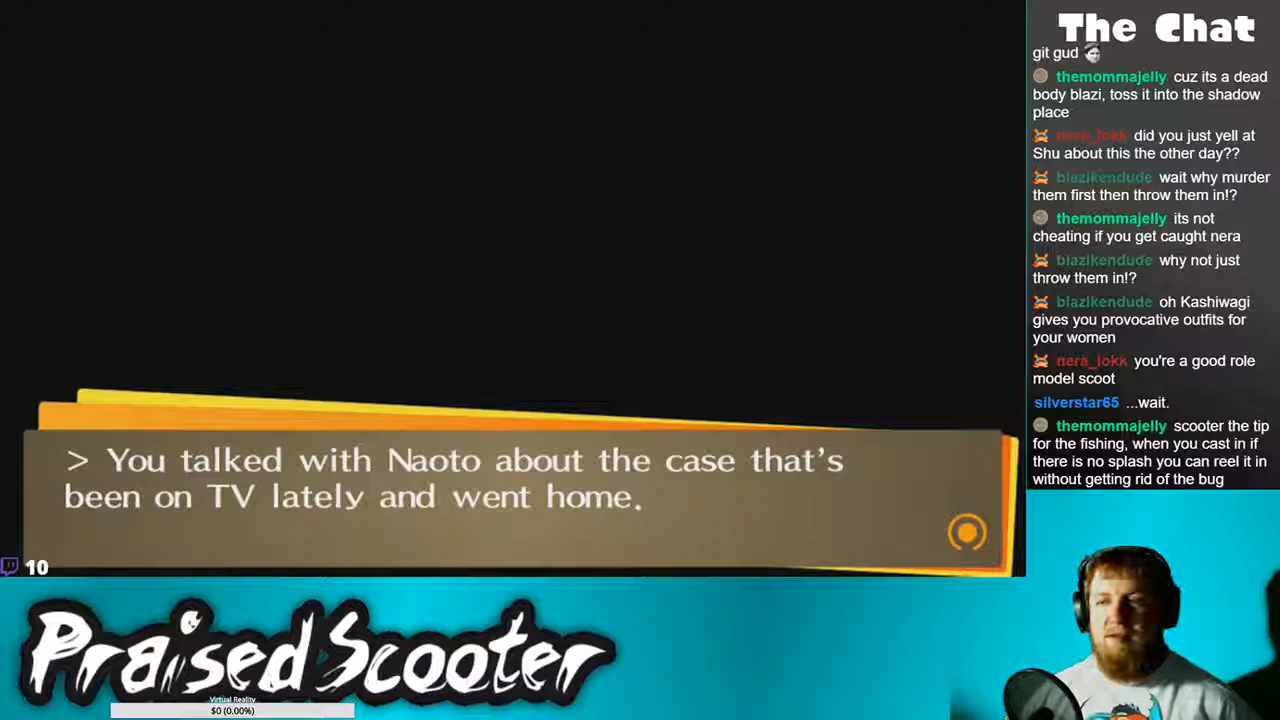 The Chat
git gud
themommajelly cuz its a dead
body blazi, toss it into the shadow
place
nera_lokk did you just yell at
Shu about this the other day??
blazikendude wait why murder
them first then throw them in!?
themommajelly its not
cheating if you get caught nera
blazikendude why not just
throw them in!?
blazikendude oh Kashiwagi
gives you provocative outfits for
your women
nera_lokk you're a good role
model scoot
silverstar65 ...wait.
themommajelly scooter the tip
for the fishing, when you cast in if
there is no splash you can reel it in
without getting rid of the bug
> You talked with Naoto about the case that's
been on TV lately and went home.
10
PraisedScooter
Virtual Reality
$0 (0.00%)